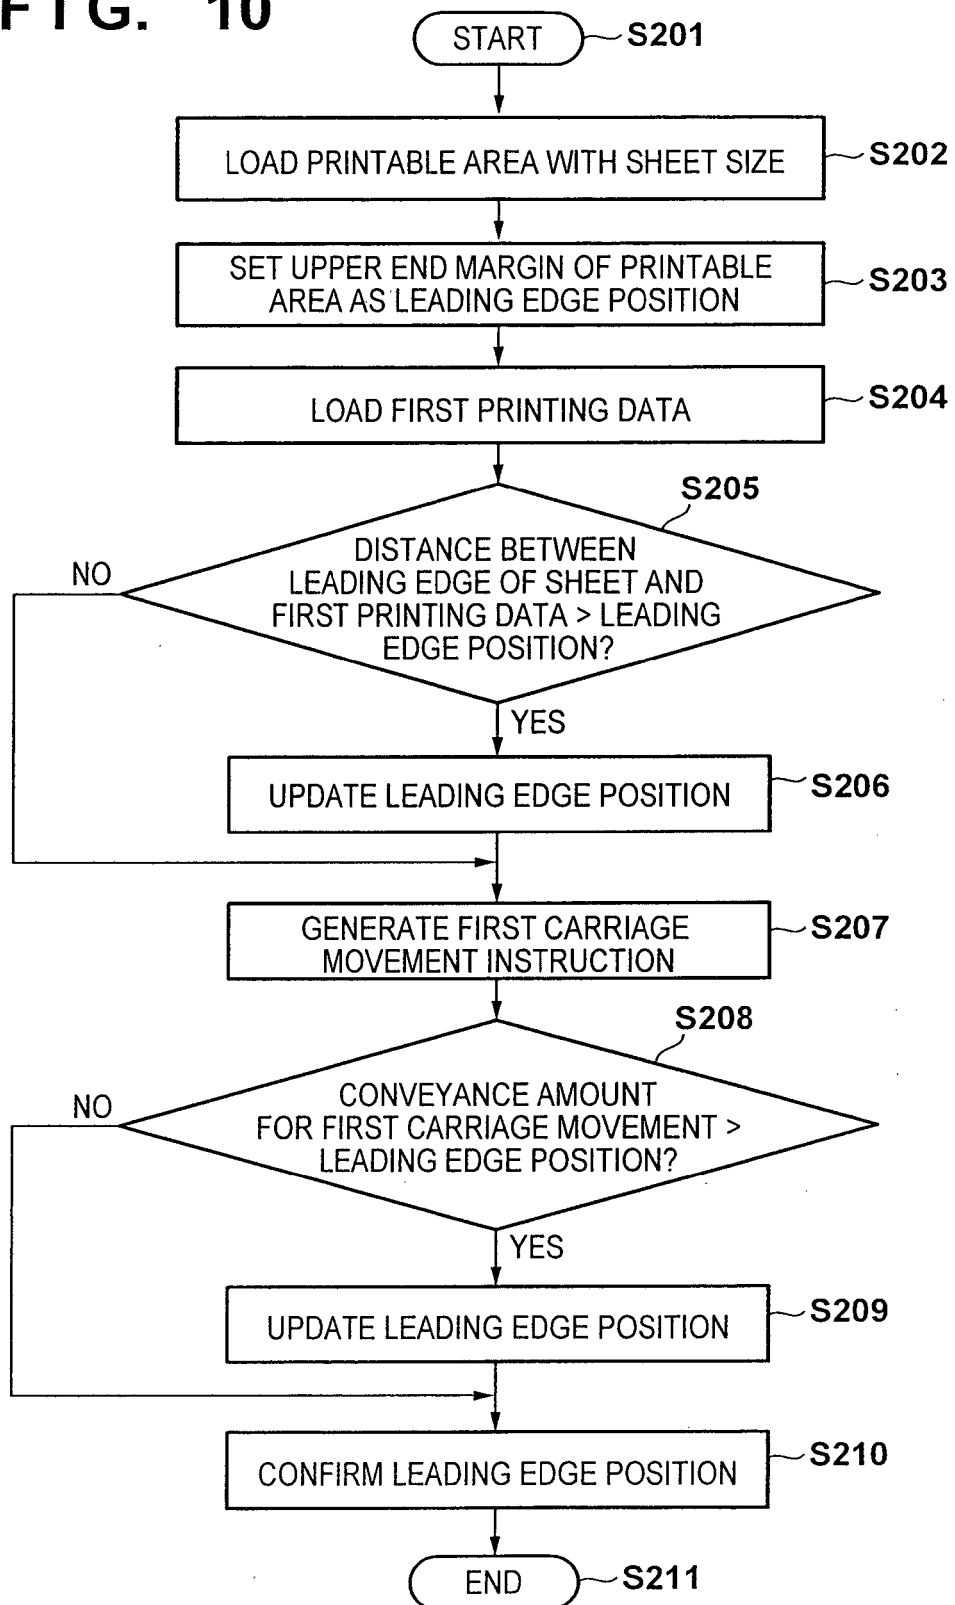 FIG. 10
START
S201
LOAD PRINTABLE AREA WITH SHEET SIZE
S202
SET UPPER END MARGIN OF PRINTABLE
AREA AS LEADING EDGE POSITION
S203
LOAD FIRST PRINTING DATA
S204
S205
DISTANCE BETWEEN
LEADING EDGE OF SHEET AND
FIRST PRINTING DATA > LEADING
EDGE POSITION?
NO
YES
UPDATE LEADING EDGE POSITION
S206
GENERATE FIRST CARRIAGE
MOVEMENT INSTRUCTION
S207
S208
CONVEYANCE AMOUNT
FOR FIRST CARRIAGE MOVEMENT >
LEADING EDGE POSITION?
NO
YES
UPDATE LEADING EDGE POSITION
S209
CONFIRM LEADING EDGE POSITION
S210
END
S211